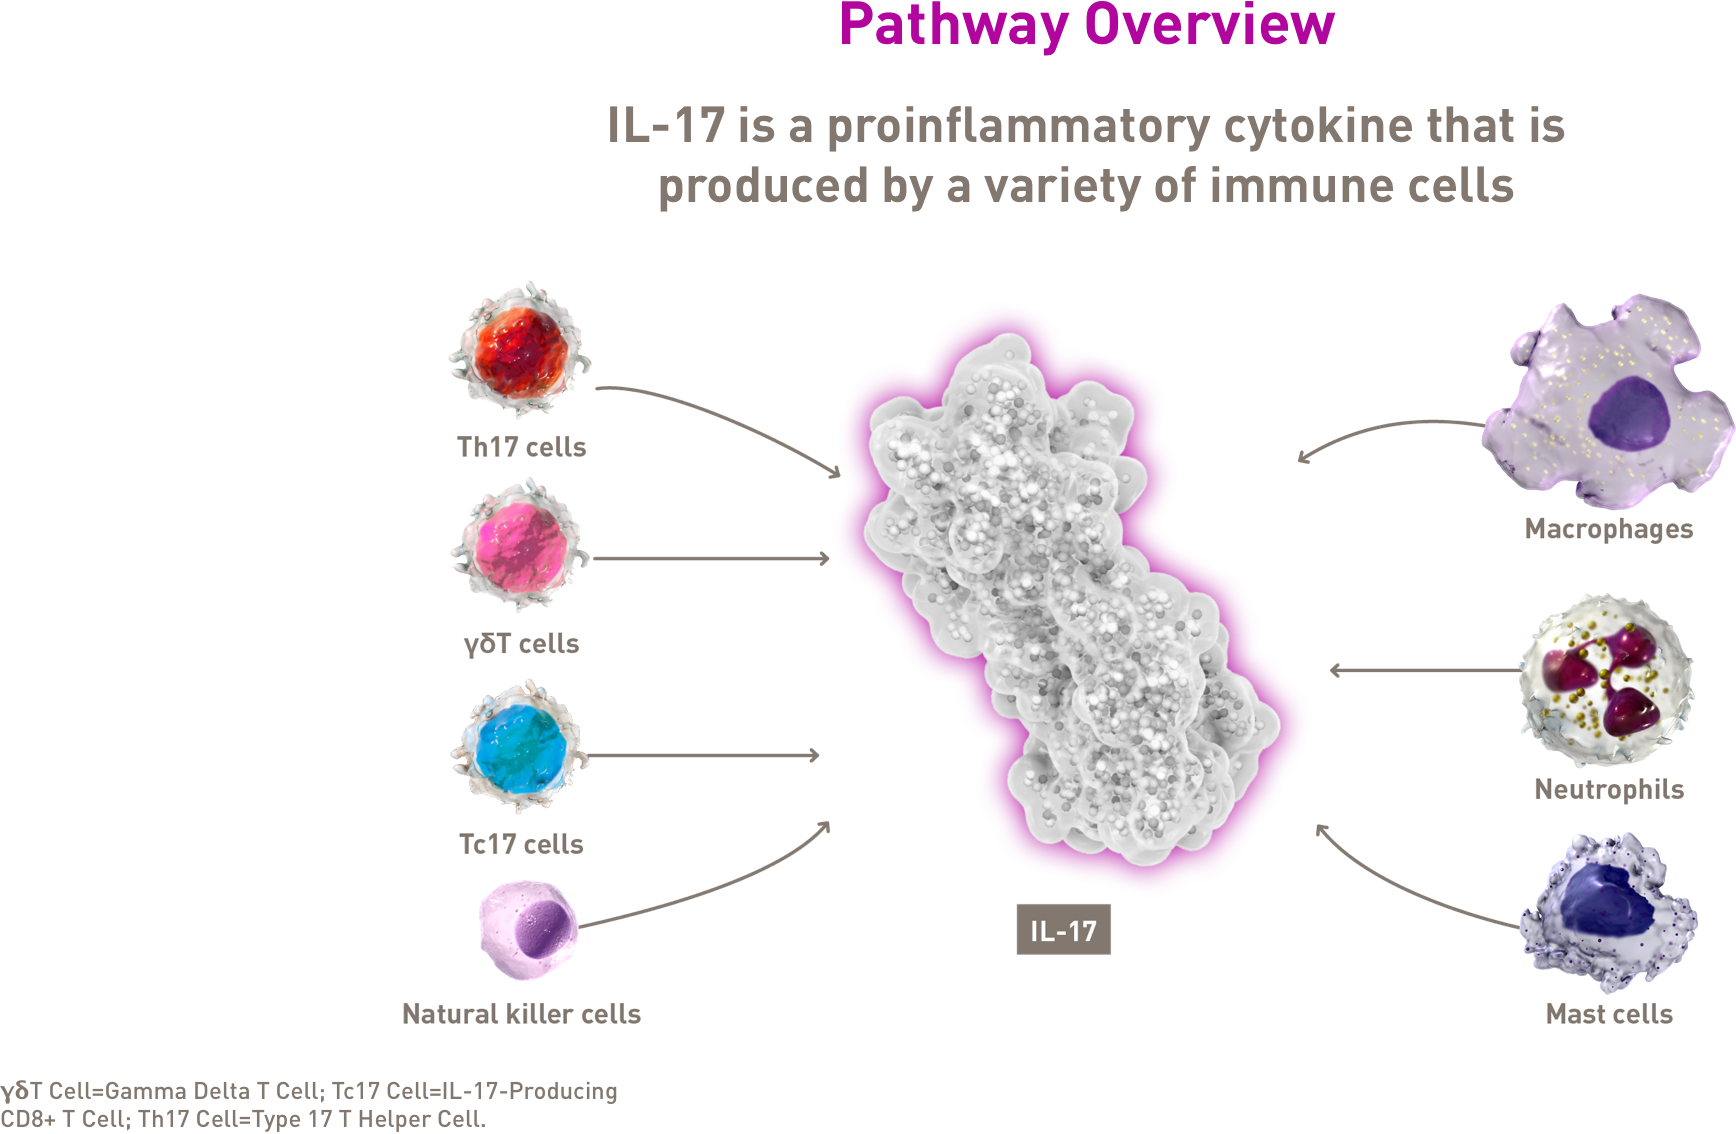 Pathway Overview
IL-17 is a proinflammatory cytokine that is
produced by a variety of immune cells
Th17 cells
γδT cells
Tc17 cells
Natural killer cells
IL-17
Macrophages
Neutrophils
Mast cells
γδT Cell=Gamma Delta T Cell; Tc17 Cell=IL-17-Producing
CD8+ T Cell; Th17 Cell=Type 17 T Helper Cell.